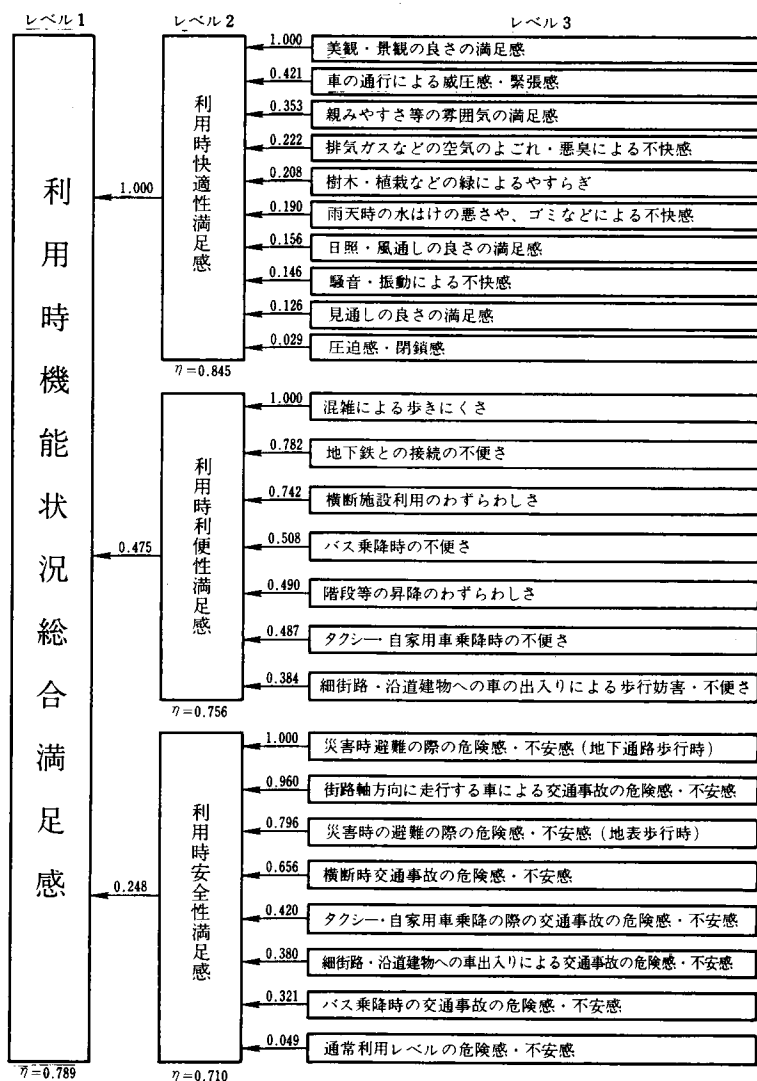 レベル1
レベル2
レベル3
利用時機能状況総合満足感
η=0.789
1.000
利用時快適性満足感
η=0.845
1.000
美観・景観の良さの満足感
0.421
車の通行による威圧感・緊張感
0.353
親みやすさ等の雰囲気の満足感
0.222
排気ガスなどの空気のよごれ・悪臭による不快感
0.208
樹木・植栽などの緑によるやすらぎ
0.190
雨天時の水はけの悪さや、ゴミなどによる不快感
0.156
日照・風通しの良さの満足感
0.146
騒音・振動による不快感
0.126
見通しの良さの満足感
0.029
圧迫感・閉鎖感
0.475
利用時利便性満足感
η=0.756
1.000
混雑による歩きにくさ
0.782
地下鉄との接続の不便さ
0.742
横断施設利用のわずらわしさ
0.508
バス乗降時の不便さ
0.490
階段等の昇降のわずらわしさ
0.487
タクシー・自家用車乗降時の不便さ
0.384
細街路・沿道建物への車の出入りによる歩行妨害・不便さ
0.248
利用時安全性満足感
η=0.710
1.000
災害時避難の際の危険感・不安感(地下通路歩行時)
0.960
街路軸方向に走行する車による交通事故の危険感・不安感
0.796
災害時の避難の際の危険感・不安感(地表歩行時)
0.656
横断時交通事故の危険感・不安感
0.420
タクシー・自家用車乗降の際の交通事故の危険感・不安感
0.380
細街路・沿道建物への車出入りによる交通事故の危険感・不安感
0.321
バス乗降時の交通事故の危険感・不安感
0.049
通常利用レベルの危険感・不安感